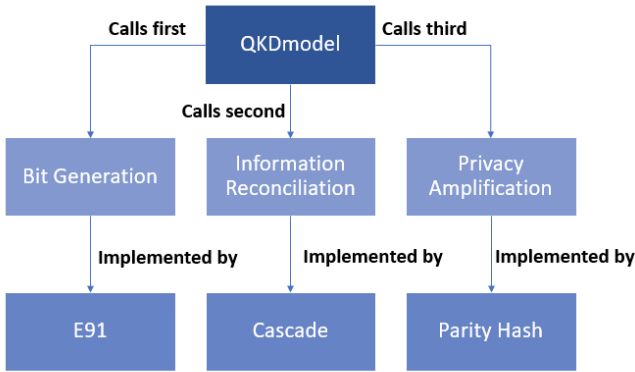 Calls first
QKDmodel
Calls third
Calls second
Bit Generation
Information
Reconciliation
Privacy
Amplification
Implemented by
Implemented by
Implemented by
E91
Cascade
Parity Hash